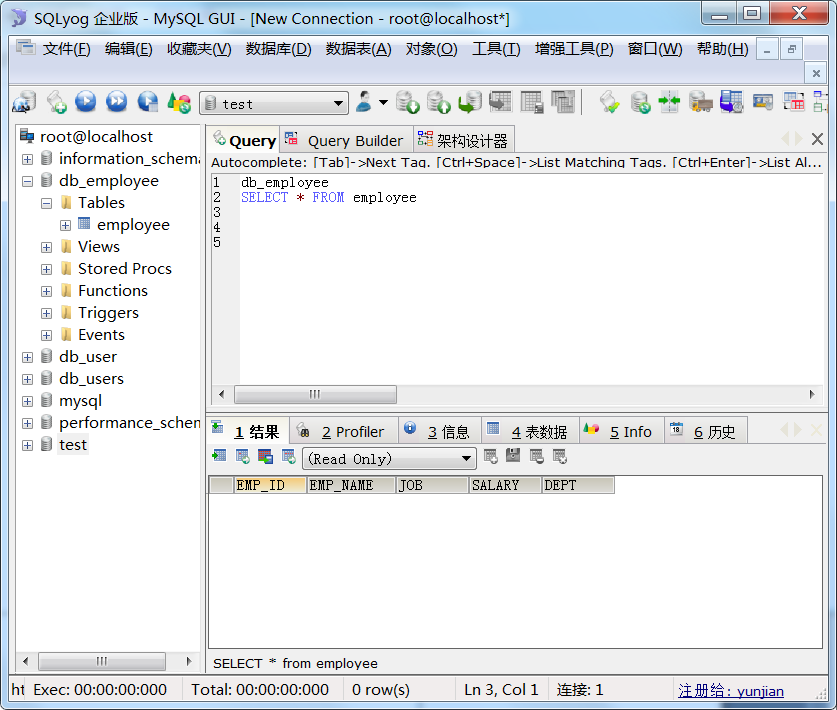 SQLyog 企业版 - MySQL GUI - [New Connection - root@localhost*]
文件(F) 编辑(E) 收藏夹(V) 数据库(D) 数据表(A) 对象(O) 工具(T) 增强工具(P) 窗口(W) 帮助(H)
test
root@localhost
information_schema
db_employee
Tables
employee
Views
Stored Procs
Functions
Triggers
Events
db_user
db_users
mysql
performance_schem
test
Query Query Builder 架构设计器
Autocomplete: [Tab]->Next Tag. [Ctrl+Space]->List Matching Tags. [Ctrl+Enter]->List Al...
1 db_employee
2 SELECT * FROM employee
3
4
5
1 结果 2 Profiler 3 信息 4 表数据 5 Info 6 历史
(Read Only)
EMP_ID EMP_NAME JOB SALARY DEPT
SELECT * from employee
ht Exec: 00:00:00:000 Total: 00:00:00:000 0 row(s) Ln 3, Col 1 连接: 1 注册给: yunjian